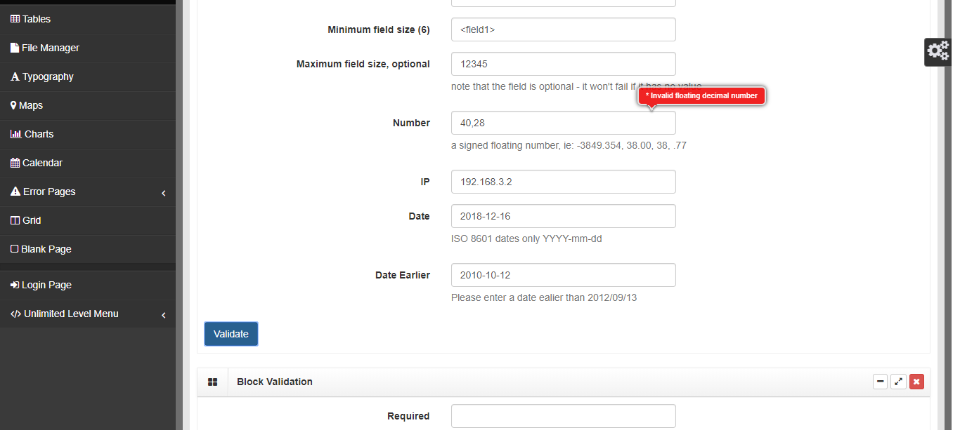 Tables
File Manager
Typography
Maps
Charts
Calendar
Error Pages
Grid
Blank Page
Login Page
</> Unlimited Level Menu
Minimum field size (6)
<field1>
Maximum field size, optional
12345
note that the field is optional - it won't fail if it has no value
* Invalid floating decimal number
Number
40,28
a signed floating number, ie: -3849.354, 38.00, 38, .77
IP
192.168.3.2
Date
2018-12-16
ISO 8601 dates only YYYY-mm-dd
Date Earlier
2010-10-12
Please enter a date ealier than 2012/09/13
Validate
Block Validation
Required